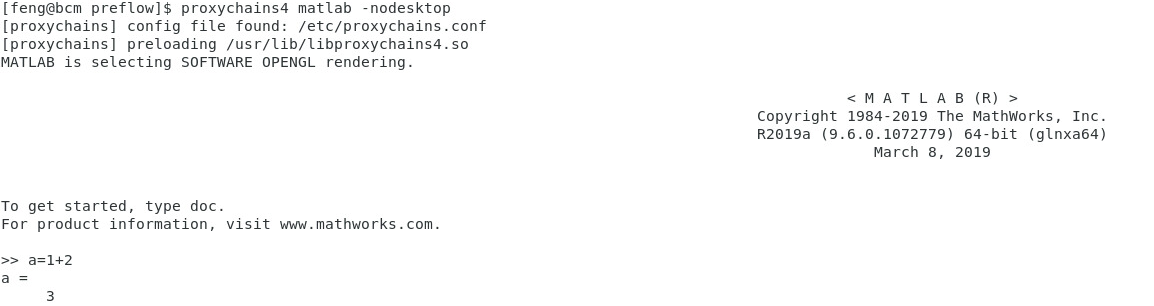 [feng@bcm preflow]$ proxychains4 matlab -nodesktop
[proxychains] config file found: /etc/proxychains.conf
[proxychains] preloading /usr/lib/libproxychains4.so
MATLAB is selecting SOFTWARE OPENGL rendering.
< M A T L A B (R) >
Copyright 1984-2019 The MathWorks, Inc.
R2019a (9.6.0.1072779) 64-bit (glnxa64)
March 8, 2019
To get started, type doc.
For product information, visit www.mathworks.com.
>> a=1+2
a =
3